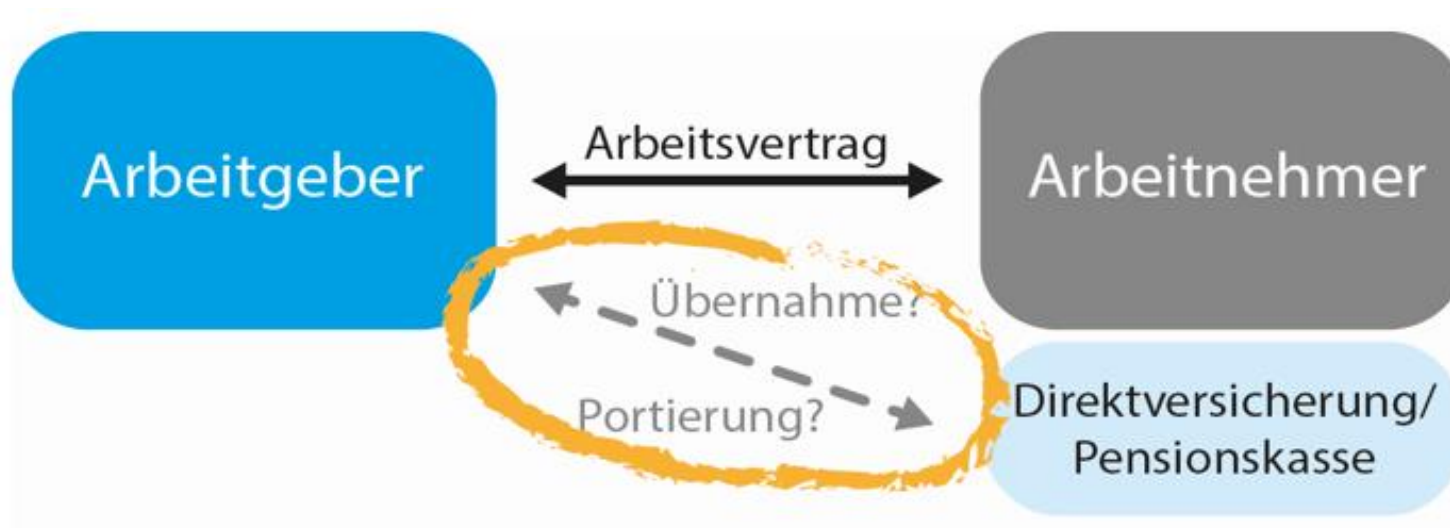 Arbeitgeber
Arbeitsvertrag
Arbeitnehmer
Übernahme?
Portierung?
Direktversicherung/
Pensionskasse